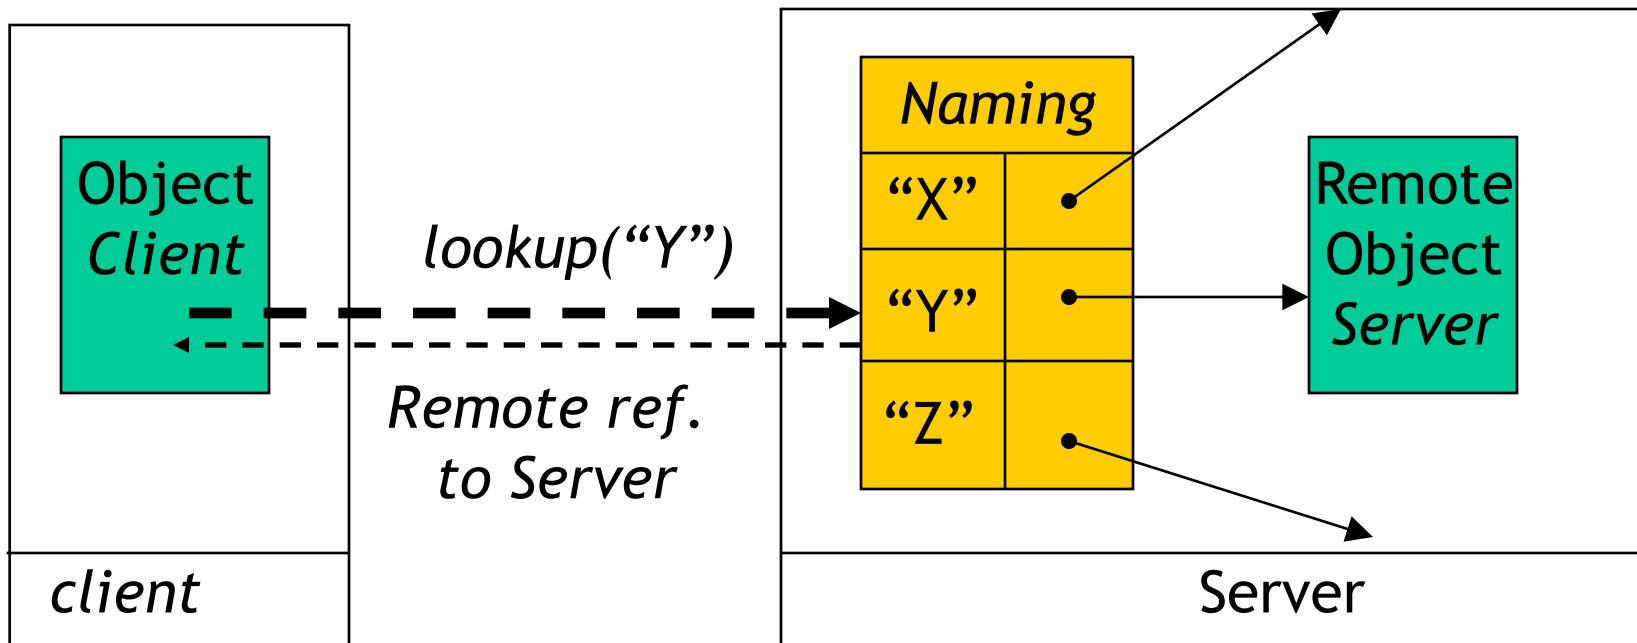 Object
Client
lookup(“Y”)
Remote ref.
to Server
client
Naming
“X”
“Y”
“Z”
Remote
Object
Server
Server